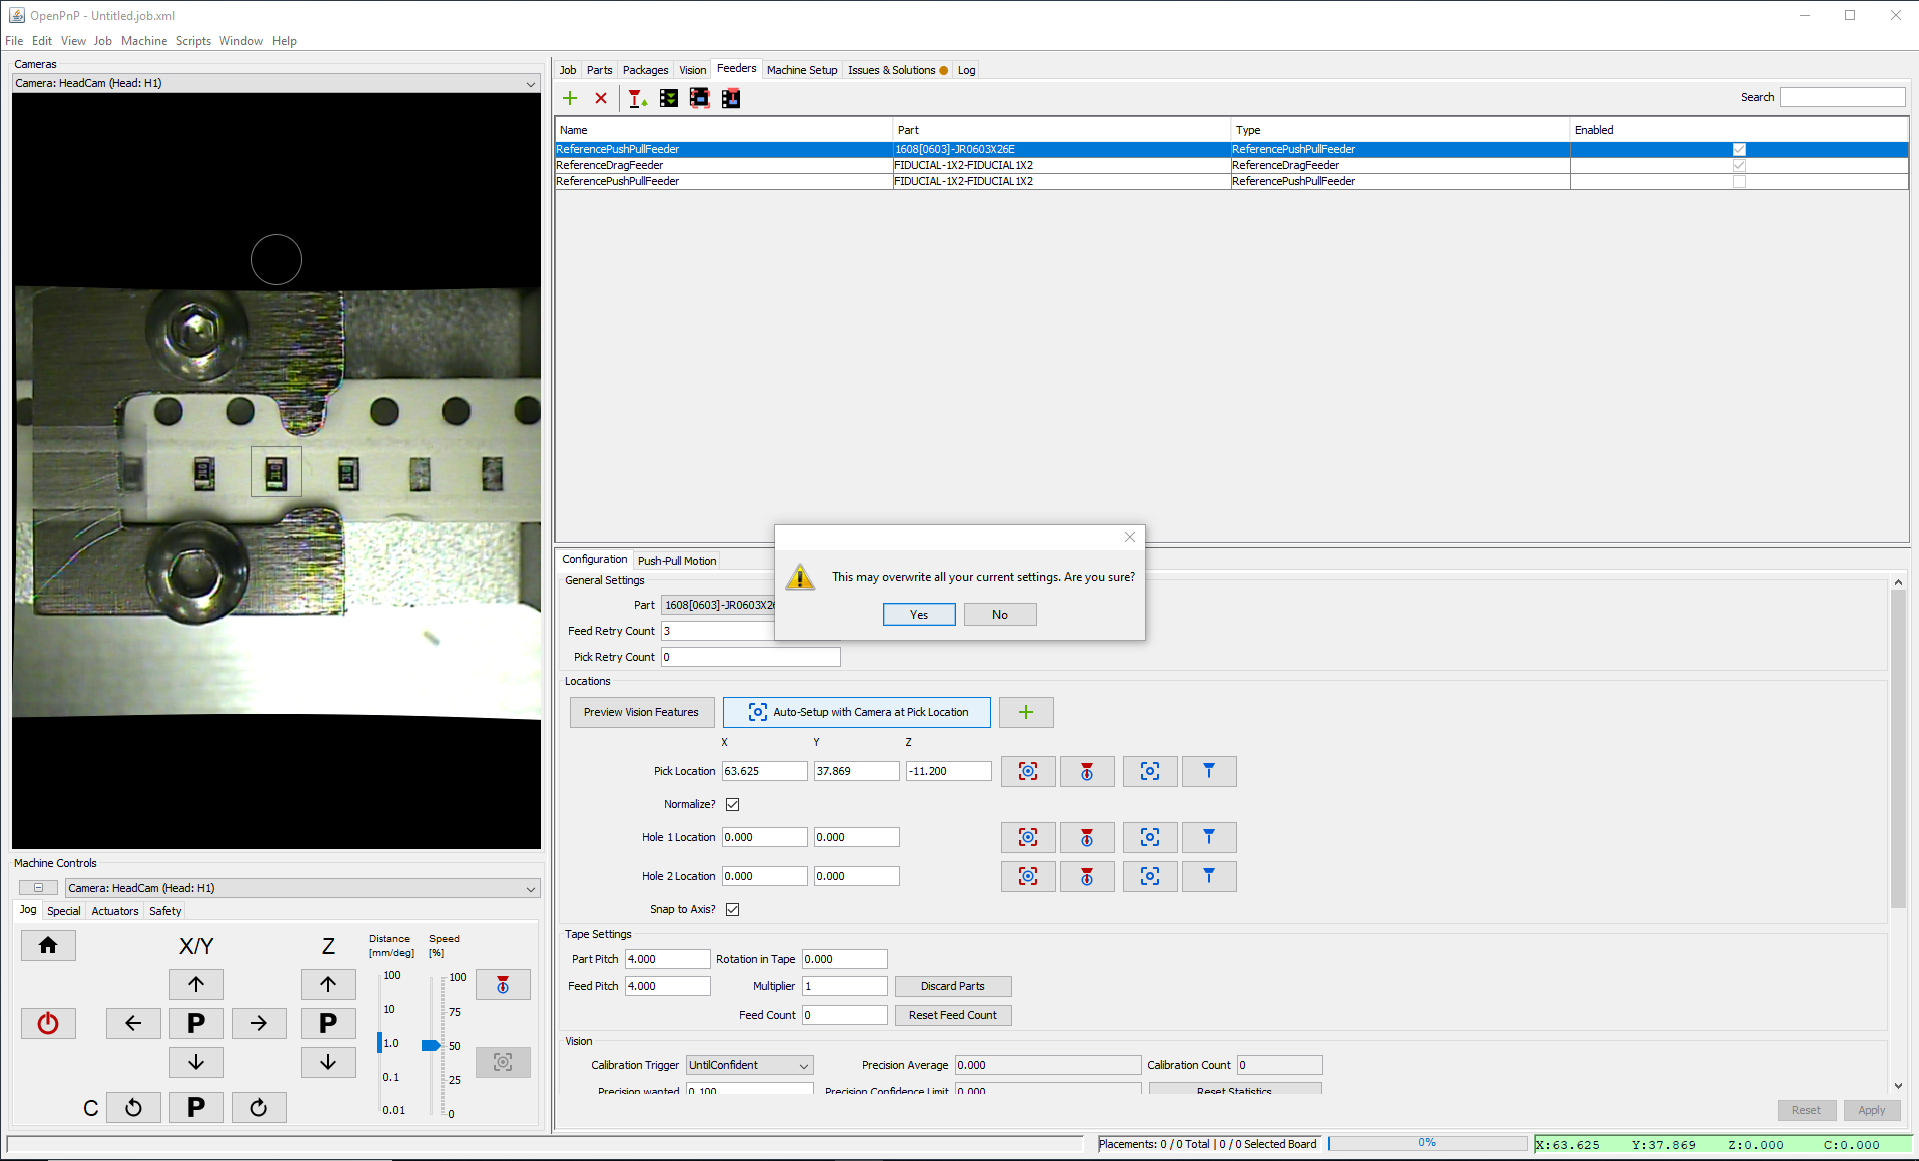 OpenPnP - Untitled.job.xml
File Edit View Job Machine Scripts Window Help
Cameras
Camera: HeadCam (Head: H1)
Job Parts Packages Vision Feeders Machine Setup Issues & Solutions Log
Search
Name Part Type Enabled
ReferencePushPullFeeder 1608[0603]-JR0603X26E ReferencePushPullFeeder
ReferenceDragFeeder FIDUCIAL-1X2-FIDUCIAL1X2 ReferenceDragFeeder
ReferencePushPullFeeder FIDUCIAL-1X2-FIDUCIAL1X2 ReferencePushPullFeeder
This may overwrite all your current settings. Are you sure?
Yes No
Configuration Push-Pull Motion
General Settings
Part 1608[0603]-JR0603X26
Feed Retry Count 3
Pick Retry Count 0
Locations
Preview Vision Features Auto-Setup with Camera at Pick Location
X Y Z
Pick Location 63.625 37.869 -11.200
Normalize?
Hole 1 Location 0.000 0.000
Hole 2 Location 0.000 0.000
Snap to Axis?
Tape Settings
Part Pitch 4.000 Rotation in Tape 0.000
Feed Pitch 4.000 Multiplier 1 Discard Parts
Feed Count 0 Reset Feed Count
Vision
Calibration Trigger UntilConfident Precision Average 0.000 Calibration Count 0
Precision wanted 0.100 Precision Confidence Limit 0.000 Reset Statistics
Reset Apply
Machine Controls
Camera: HeadCam (Head: H1)
Jog Special Actuators Safety
X/Y Z Distance [mm/deg] Speed [%]
100 100
10 75
P P 1.0 50
0.1 25
C P 0.01 0
Placements: 0 / 0 Total | 0 / 0 Selected Board 0% X:63.625 Y:37.869 Z:0.000 C:0.000